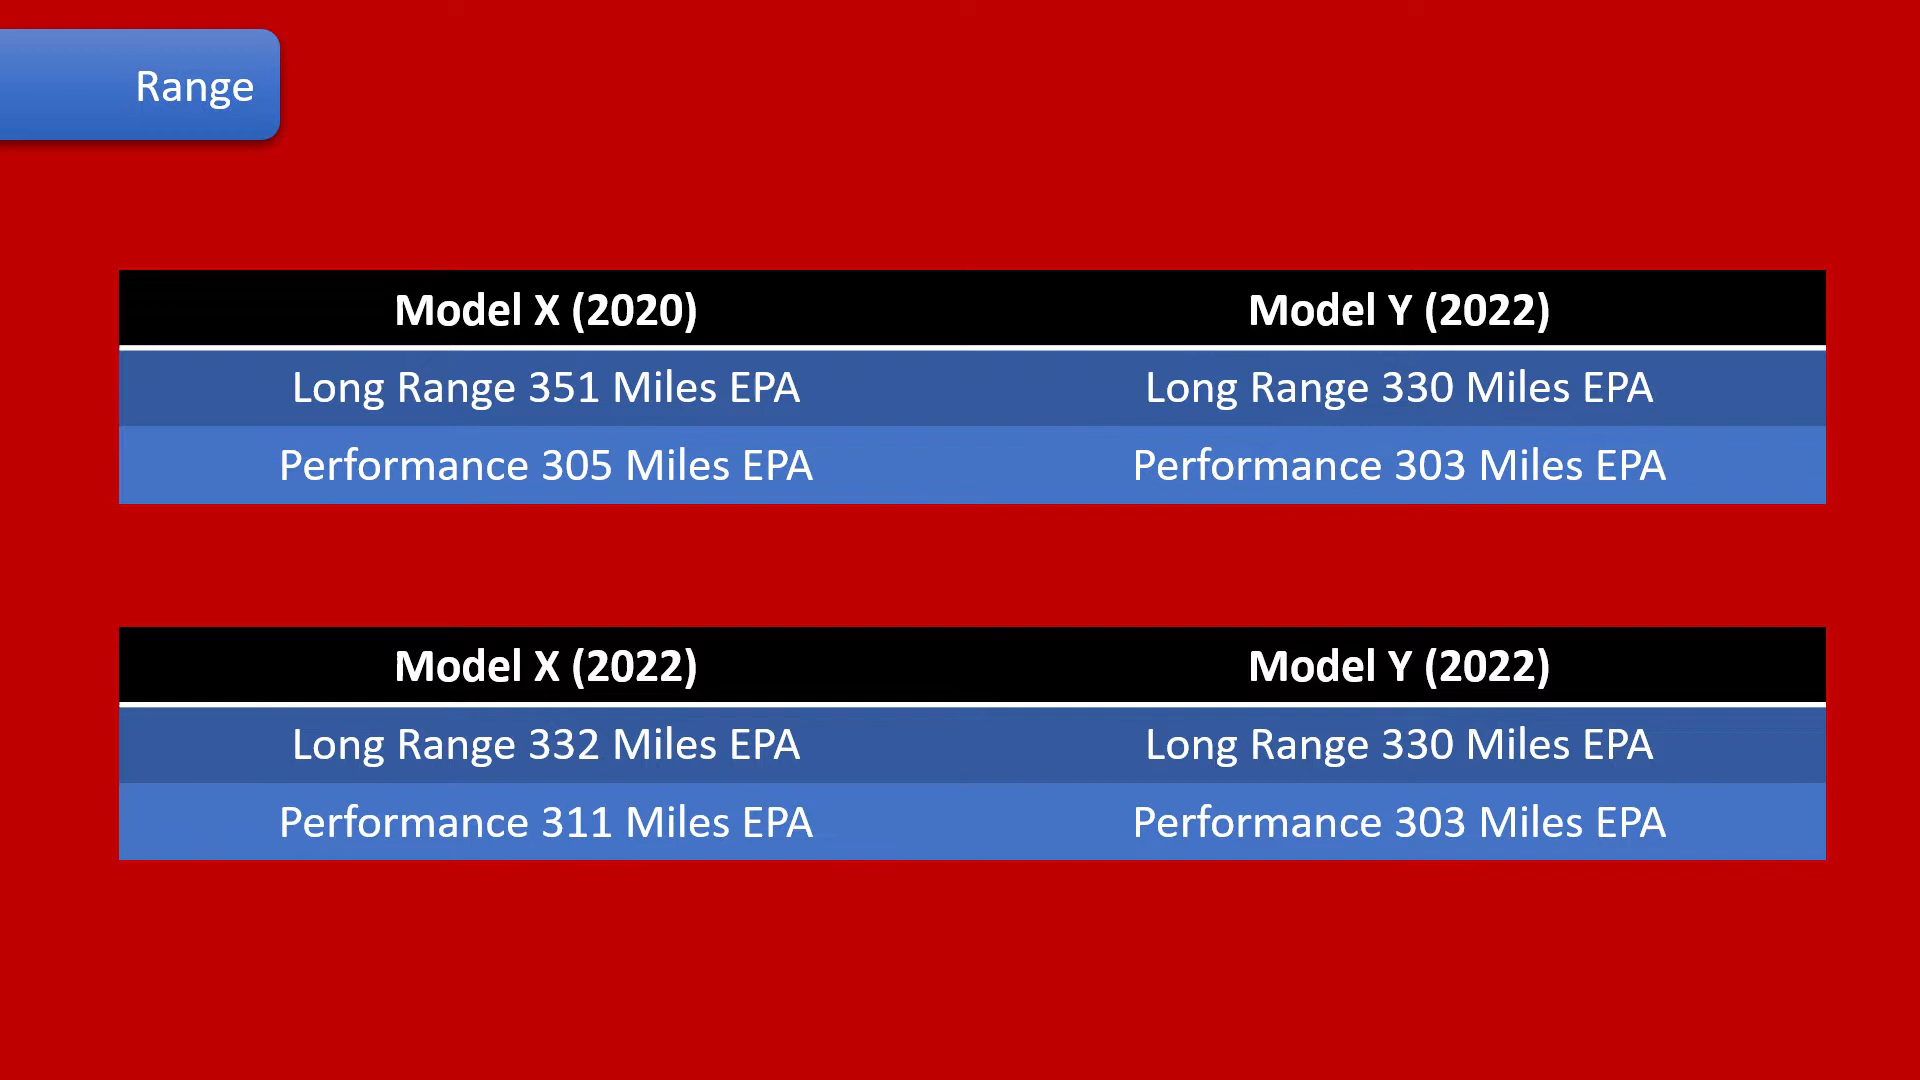 Range
Model X (2020) Model Y (2022)
Long Range 351 Miles EPA Long Range 330 Miles EPA
Performance 305 Miles EPA Performance 303 Miles EPA
Model X (2022) Model Y (2022)
Long Range 332 Miles EPA Long Range 330 Miles EPA
Performance 311 Miles EPA Performance 303 Miles EPA